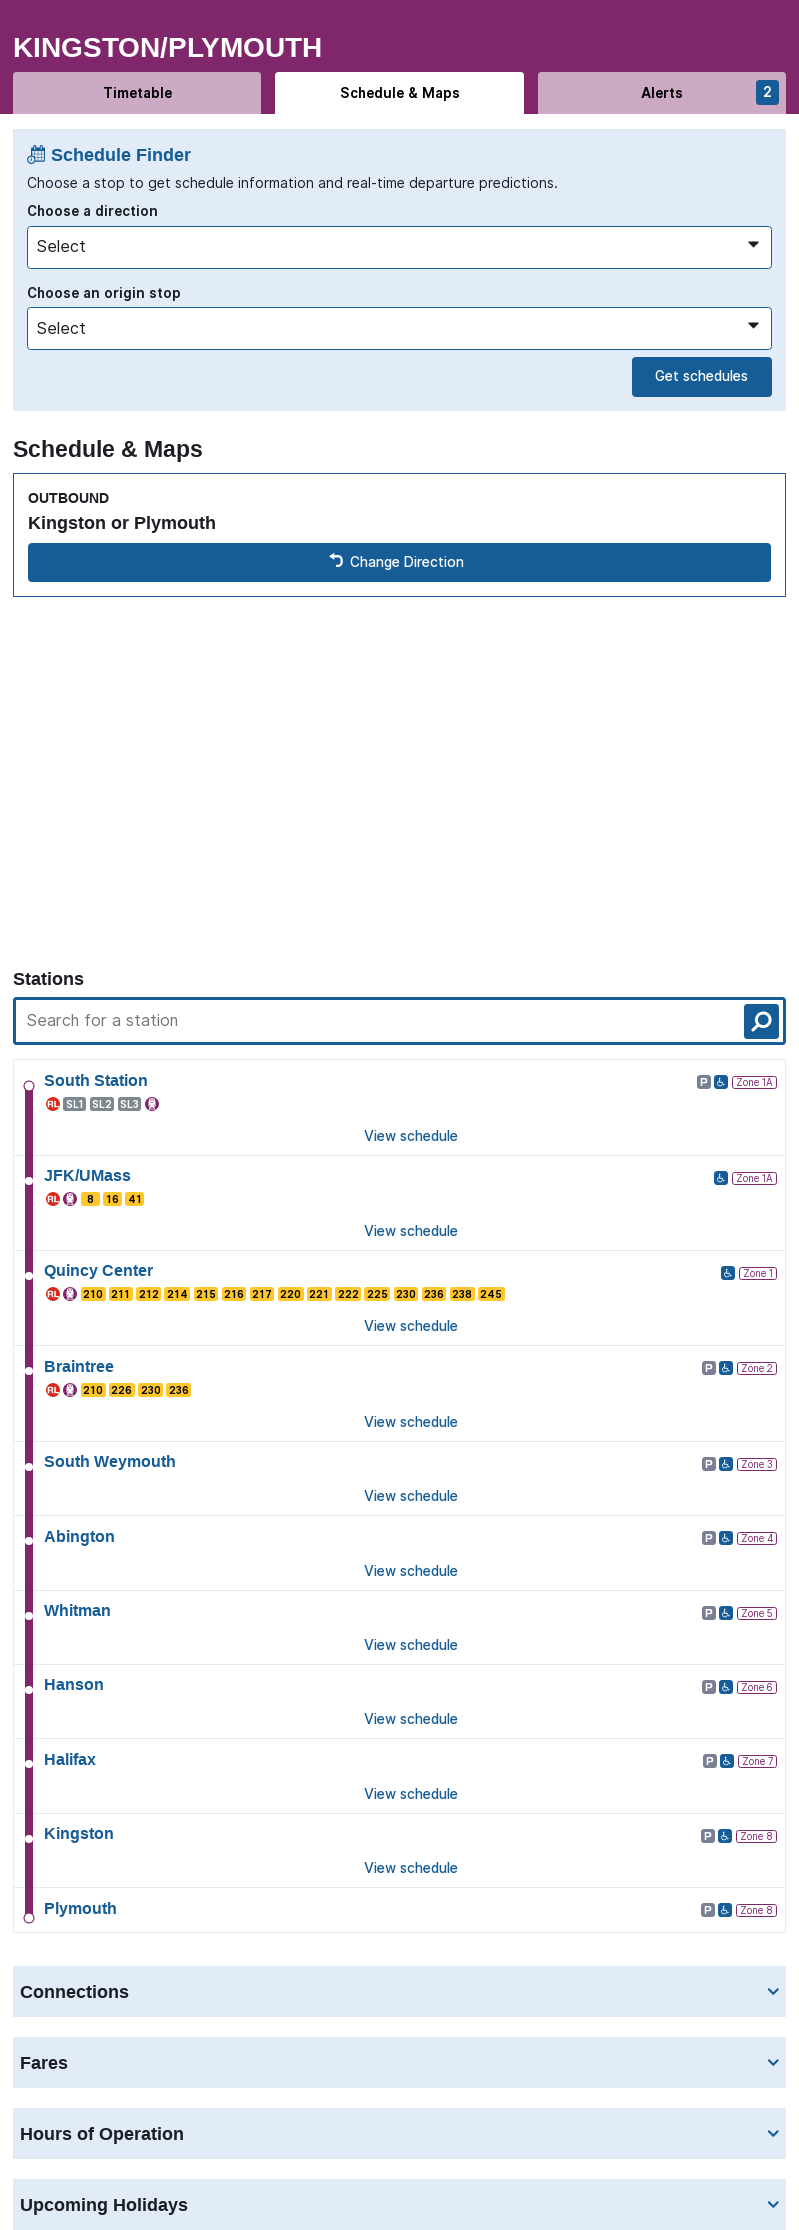 KINGSTON/PLYMOUTH
Timetable
Schedule & Maps
Alerts
2
Schedule Finder
Choose a stop to get schedule information and real-time departure predictions.
Choose a direction
Select
Choose an origin stop
Select
Get schedules
Schedule & Maps
OUTBOUND
Kingston or Plymouth
Change Direction
Stations
Search for a station
South Station
P Zone 1A
RL SL1 SL2 SL3
View schedule
JFK/UMass
Zone 1A
RL 8 16 41
View schedule
Quincy Center
Zone 1
RL 210 211 212 214 215 216 217 220 221 222 225 230 236 238 245
View schedule
Braintree
P Zone 2
RL 210 226 230 236
View schedule
South Weymouth
P Zone 3
View schedule
Abington
P Zone 4
View schedule
Whitman
P Zone 5
View schedule
Hanson
P Zone 6
View schedule
Halifax
P Zone 7
View schedule
Kingston
P Zone 8
View schedule
Plymouth
P Zone 8
Connections
Fares
Hours of Operation
Upcoming Holidays